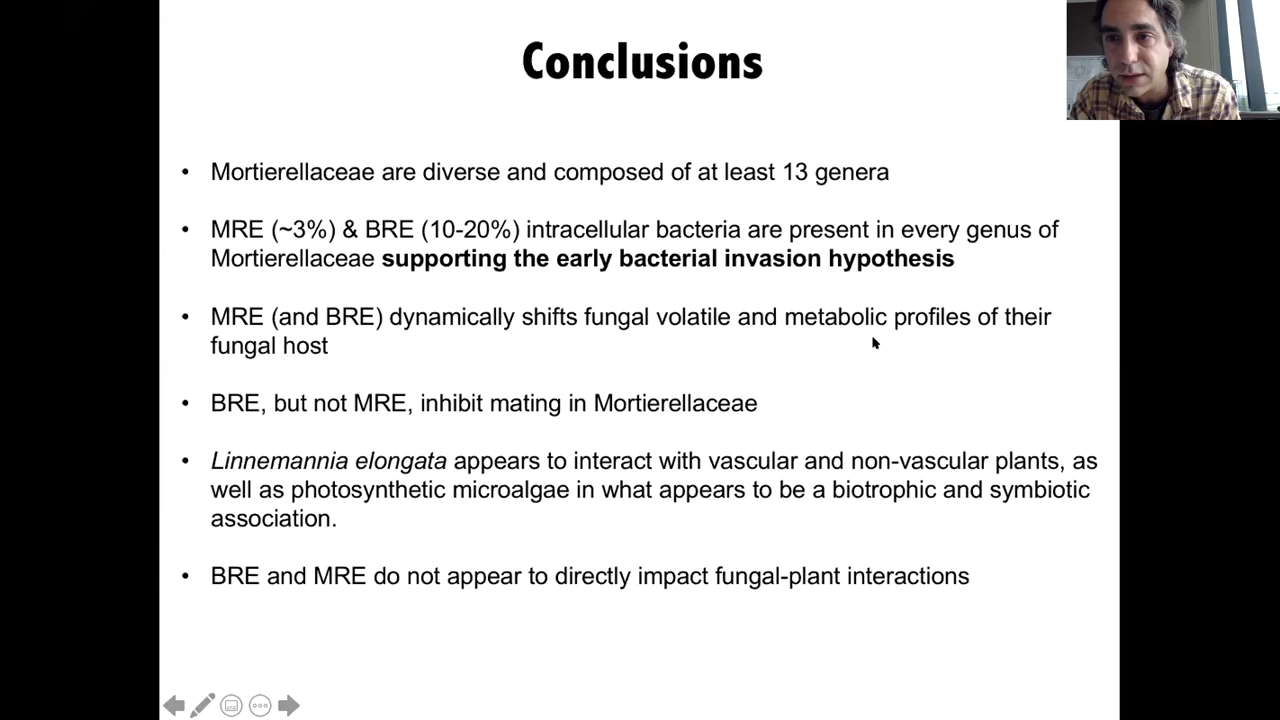 Conclusions
• Mortierellaceae are diverse and composed of at least 13 genera
• MRE (~3%) & BRE (10-20%) intracellular bacteria are present in every genus of
Mortierellaceae supporting the early bacterial invasion hypothesis
• MRE (and BRE) dynamically shifts fungal volatile and metabolic profiles of their
fungal host
• BRE, but not MRE, inhibit mating in Mortierellaceae
• Linnemannia elongata appears to interact with vascular and non-vascular plants, as
well as photosynthetic microalgae in what appears to be a biotrophic and symbiotic
association.
• BRE and MRE do not appear to directly impact fungal-plant interactions